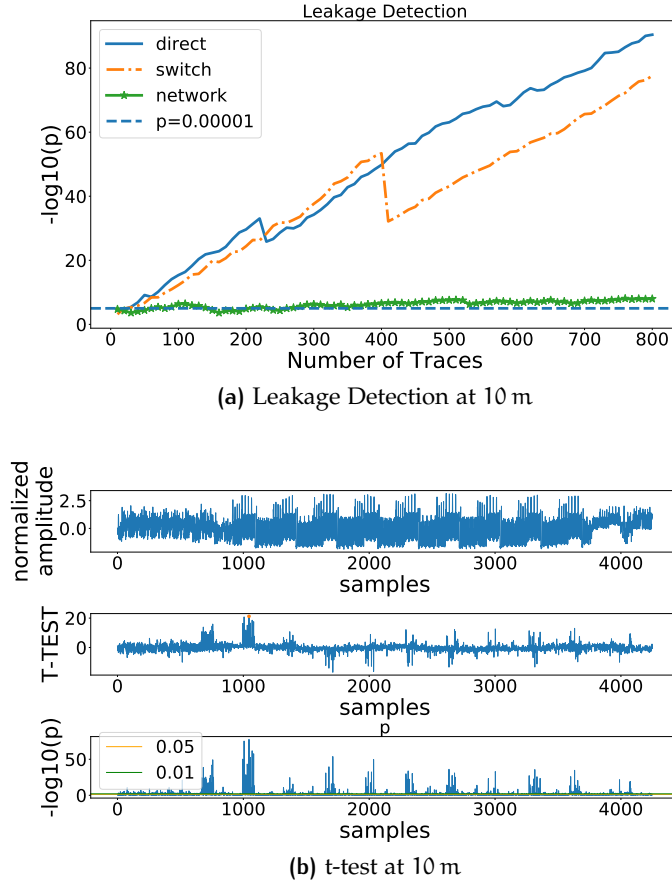 Leakage Detection
direct
switch
network
p=0.00001
-log10(p)
80
60
40
20
0
0 100 200 300 400 500 600 700 800
Number of Traces
(a) Leakage Detection at 10 m
normalized
amplitude
2.5
0.0
0 1000 2000 3000 4000
samples
T-TEST
20
0
0 1000 2000 3000 4000
samples
p
-log10(p)
50
0
0.05
0.01
0 1000 2000 3000 4000
samples
(b) t-test at 10 m